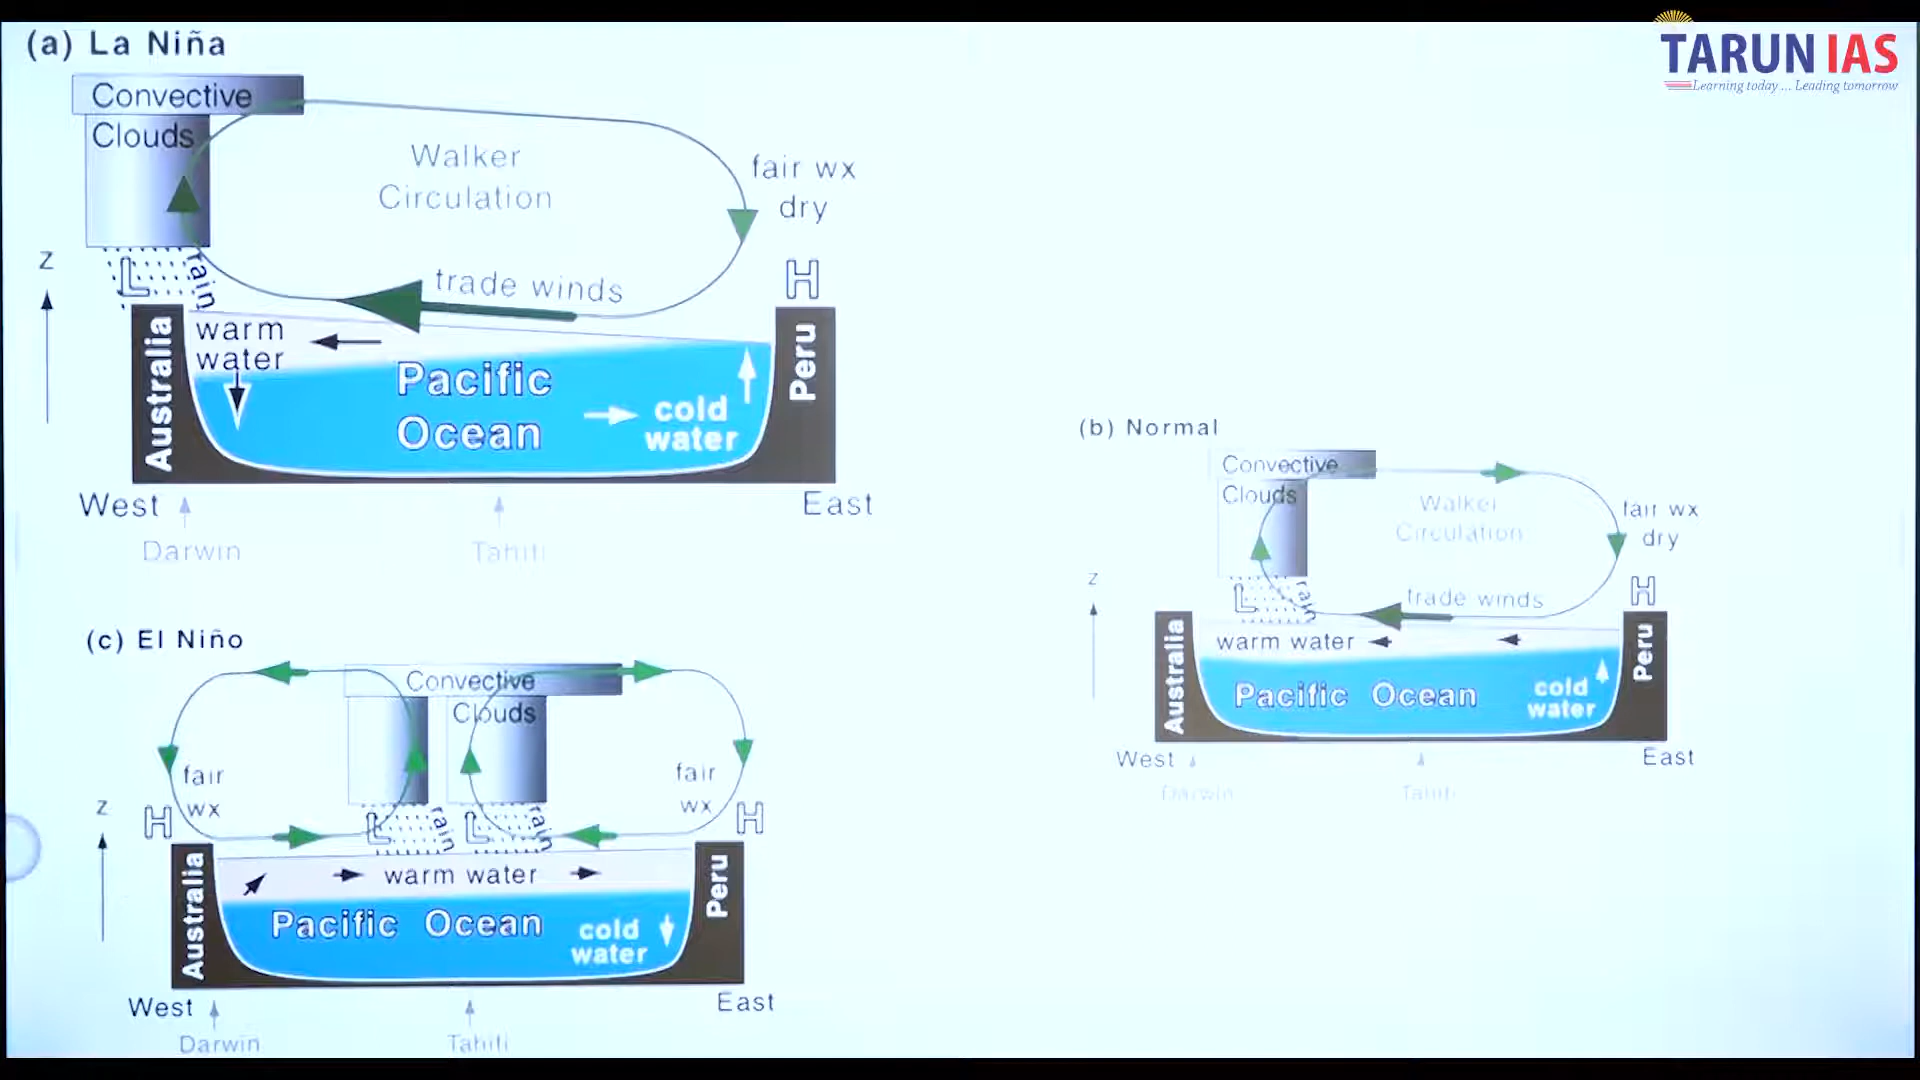 TARUN IAS
Learning today ... Leading tomorrow
(a) La Niña
Convective
Clouds
Walker
Circulation
fair wx
dry
z
L
rain
trade winds
H
warm
water
Pacific
Ocean
cold
water
Australia
Peru
West
East
Darwin
Tahiti
(b) Normal
Convective
Clouds
Walker
Circulation
fair wx
dry
z
L
rain
trade winds
H
warm water
Pacific Ocean
cold
water
Australia
Peru
West
East
Darwin
Tahiti
(c) El Niño
Convective
Clouds
fair
wx
fair
wx
z
H
L
rain
L
rain
H
warm water
Pacific Ocean
cold
water
Australia
Peru
West
East
Darwin
Tahiti